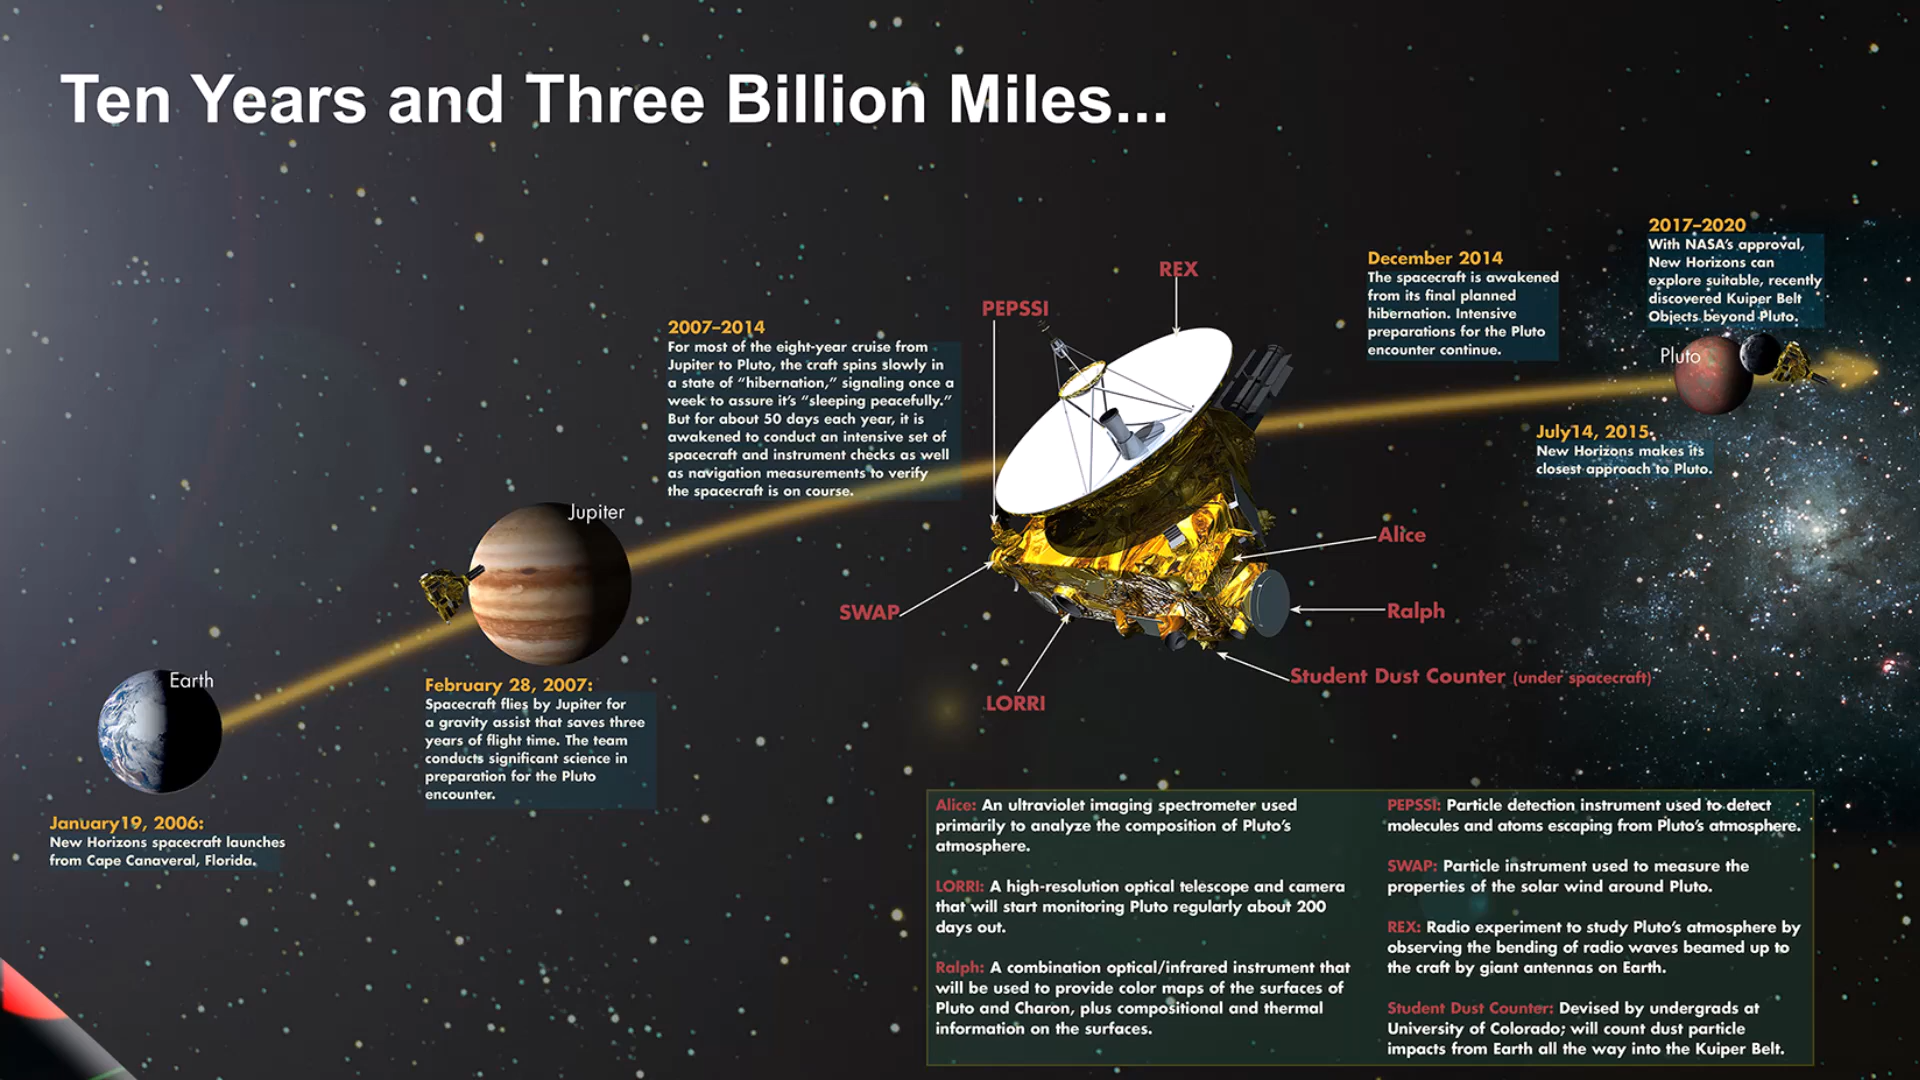 Ten Years and Three Billion Miles...
2017–2020
With NASA's approval,
New Horizons can
explore suitable, recently
discovered Kuiper Belt
Objects beyond Pluto.
December 2014
The spacecraft is awakened
from its final planned
hibernation. Intensive
preparations for the Pluto
encounter continue.
REX
PEPSSI
2007–2014
For most of the eight-year cruise from
Jupiter to Pluto, the craft spins slowly in
a state of "hibernation," signaling once a
week to assure it's "sleeping peacefully."
But for about 50 days each year, it is
awakened to conduct an intensive set of
spacecraft and instrument checks as well
as navigation measurements to verify
the spacecraft is on course.
Pluto
July14, 2015:
New Horizons makes its
closest approach to Pluto.
Jupiter
Alice
SWAP
Ralph
Student Dust Counter (under spacecraft)
LORRI
Earth
February 28, 2007:
Spacecraft flies by Jupiter for
a gravity assist that saves three
years of flight time. The team
conducts significant science in
preparation for the Pluto
encounter.
January19, 2006:
New Horizons spacecraft launches
from Cape Canaveral, Florida.
Alice: An ultraviolet imaging spectrometer used
primarily to analyze the composition of Pluto's
atmosphere.
LORRI: A high-resolution optical telescope and camera
that will start monitoring Pluto regularly about 200
days out.
Ralph: A combination optical/infrared instrument that
will be used to provide color maps of the surfaces of
Pluto and Charon, plus compositional and thermal
information on the surfaces.
PEPSSI: Particle detection instrument used to detect
molecules and atoms escaping from Pluto's atmosphere.
SWAP: Particle instrument used to measure the
properties of the solar wind around Pluto.
REX: Radio experiment to study Pluto's atmosphere by
observing the bending of radio waves beamed up to
the craft by giant antennas on Earth.
Student Dust Counter: Devised by undergrads at
University of Colorado; will count dust particle
impacts from Earth all the way into the Kuiper Belt.